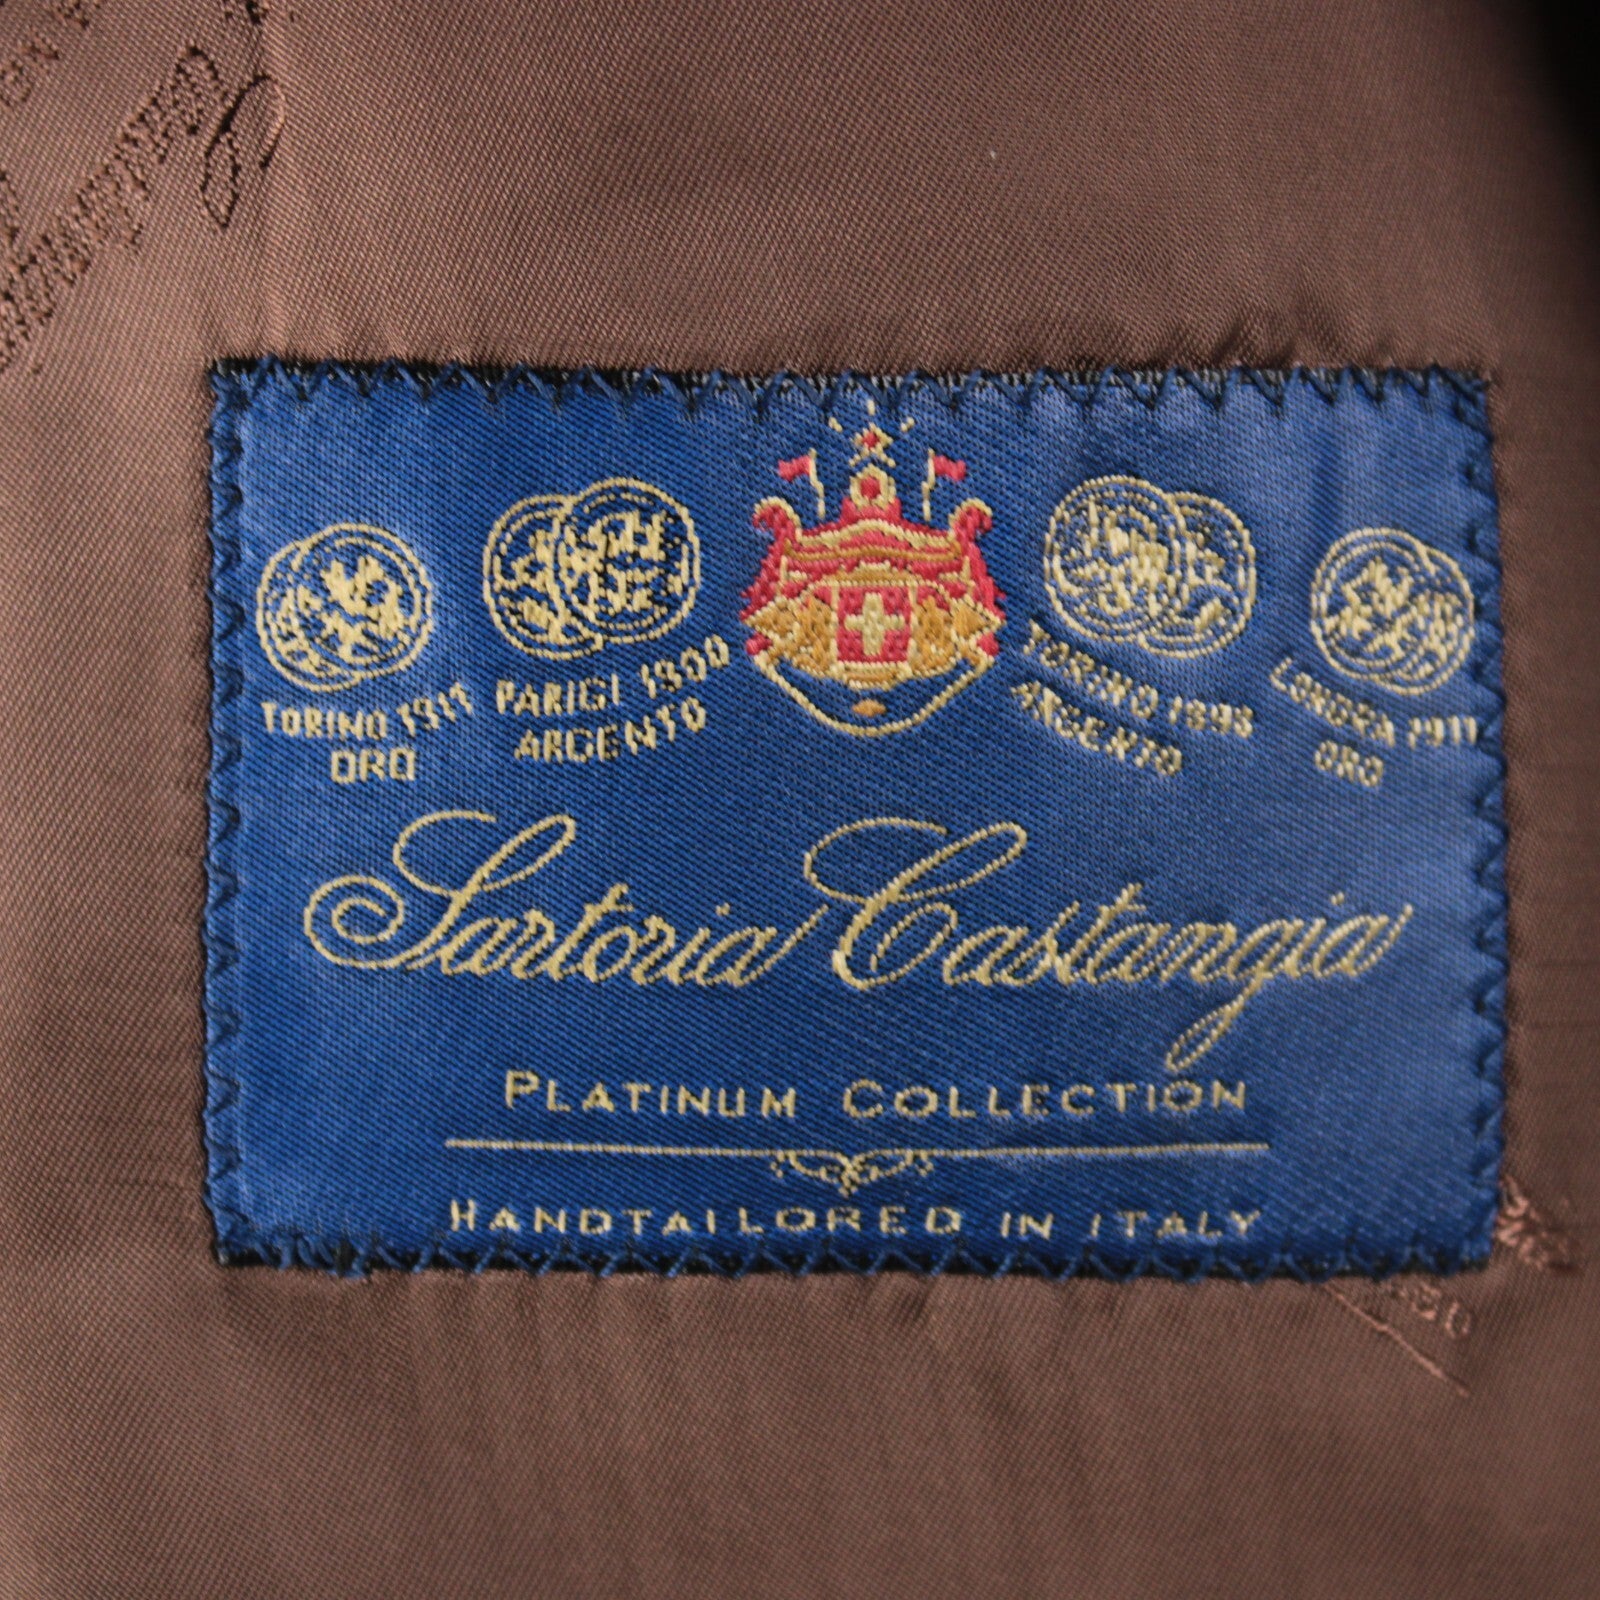 TORINO 1911
ORO
PARIGI 1900
ARGENTO
TORINO 1898
ARGENTO
LONDRA 1911
ORO
Sartoria Castangia
PLATINUM COLLECTION
HANDTAILORED IN ITALY